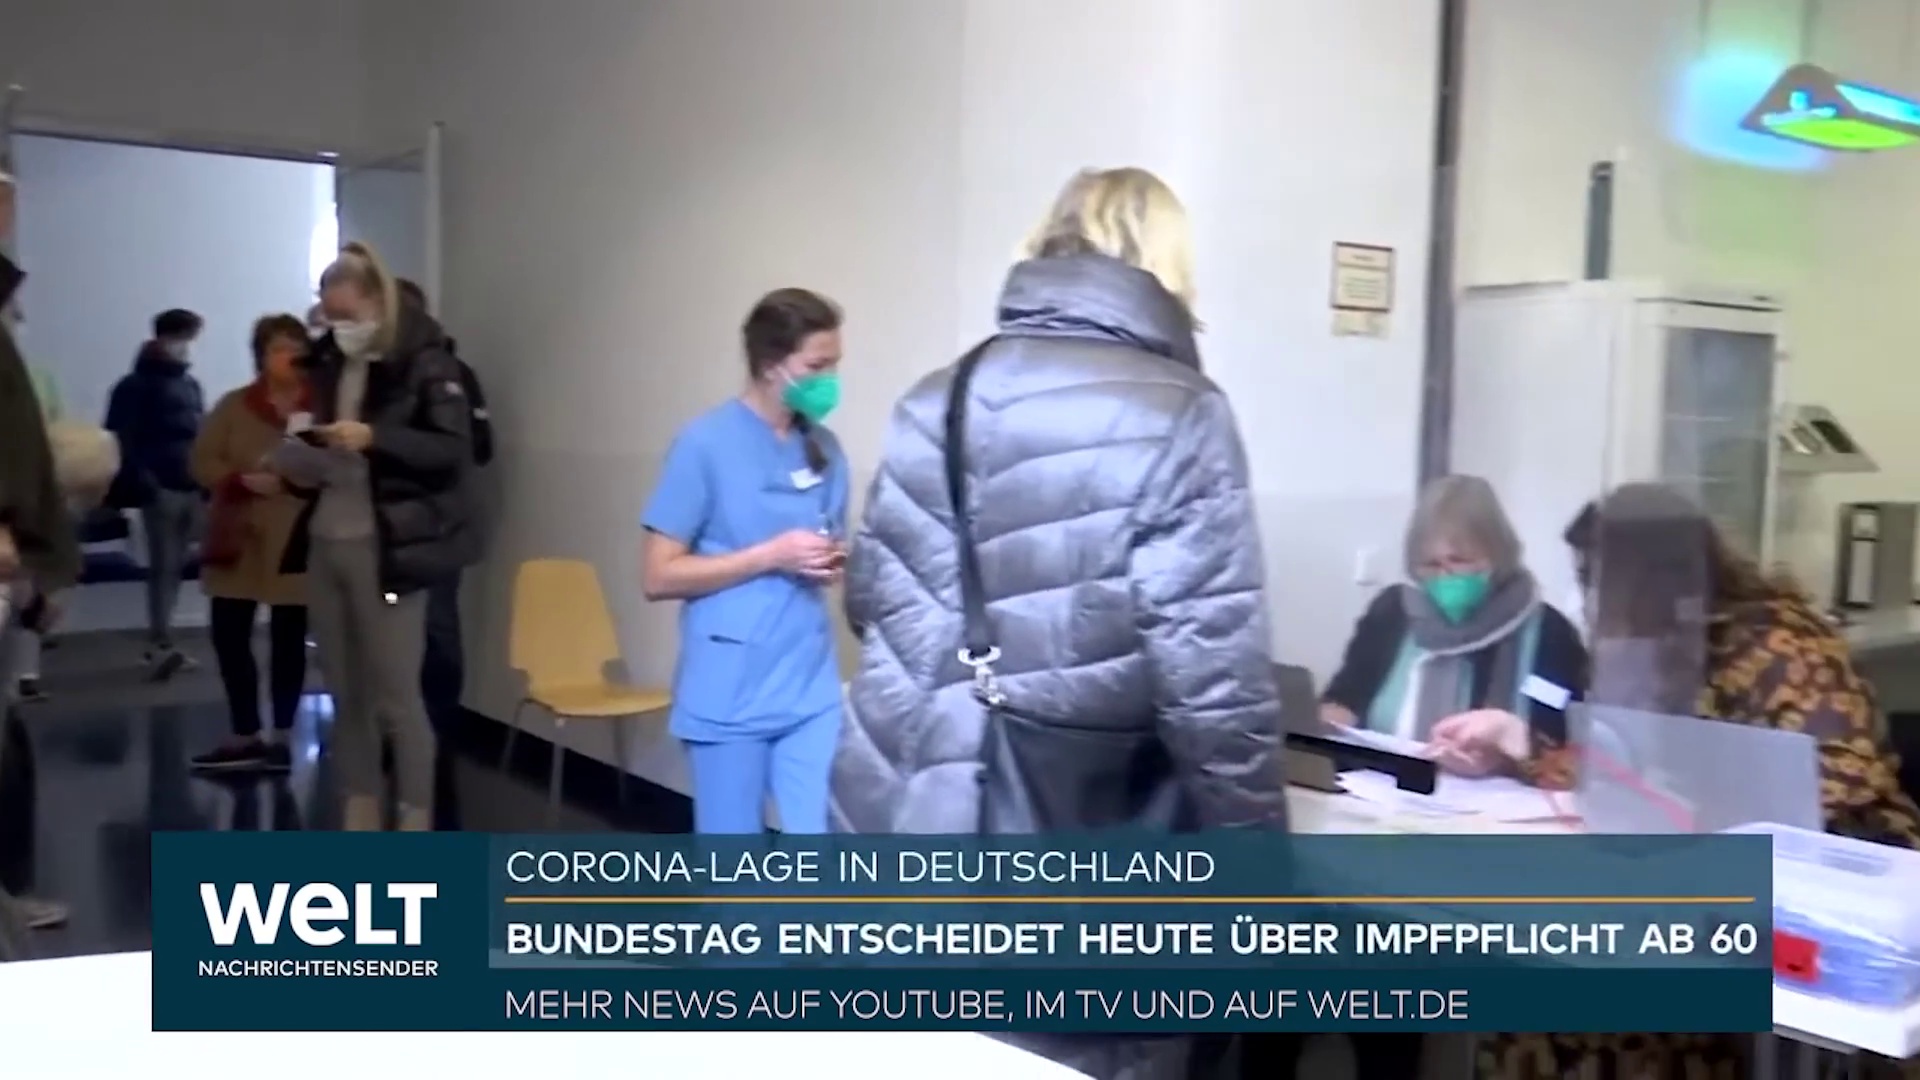 CORONA-LAGE IN DEUTSCHLAND
WELT
NACHRICHTENSENDER
BUNDESTAG ENTSCHEIDET HEUTE ÜBER IMPFPFLICHT AB 60
MEHR NEWS AUF YOUTUBE, IM TV UND AUF WELT.DE